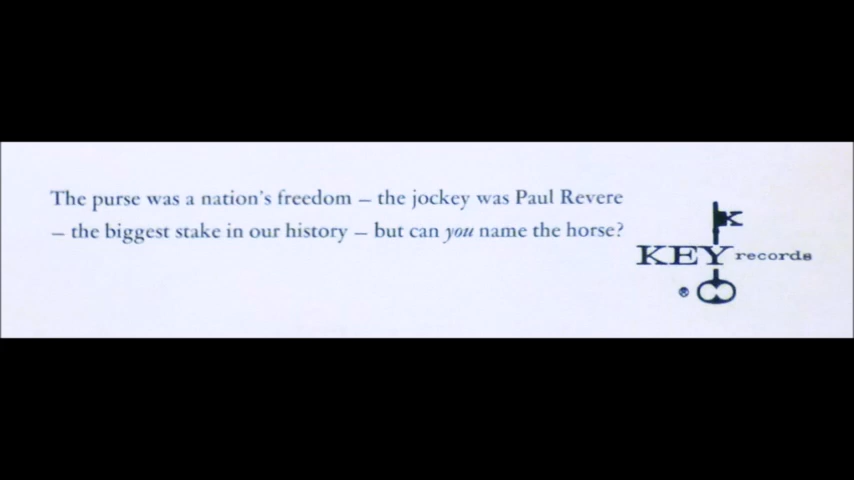 The purse was a nation's freedom – the jockey was Paul Revere
– the biggest stake in our history – but can you name the horse?
K
KEY records
®